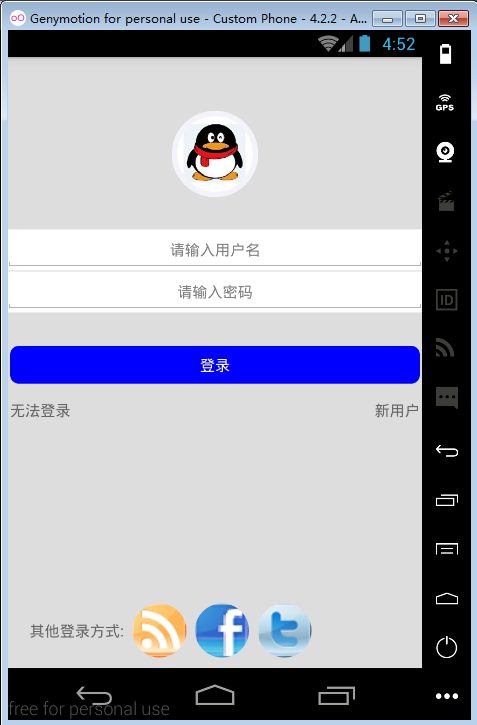 Genymotion for personal use - Custom Phone - 4.2.2 - A...
4:52
GPS
请输入用户名
请输入密码
ID
登录
无法登录 新用户
其他登录方式:
free for personal use